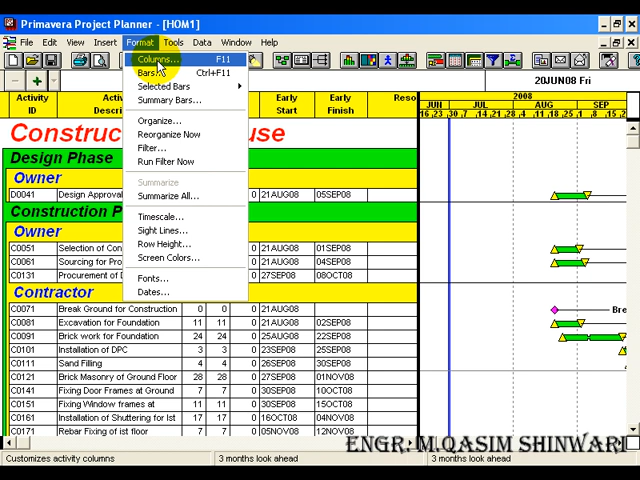 Primavera Project Planner - [HOM1]
File Edit View Insert Format Tools Data Window Help
20JUN08 Fri
Columns... F11
Bars... Ctrl+F11
Selected Bars
Summary Bars...
Organize...
Reorganize Now
Filter...
Run Filter Now
Summarize
Summarize All...
Timescale...
Sight Lines...
Row Height...
Screen Colors...
Fonts...
Dates...
Activity ID Activity Early Start Early Finish
2008
JUN JUL AUG SEP
Design Phase
Owner
D0041 Design Approval 0 21AUG08 05SEP08
Construction
Owner
C0051 Selection of Con 0 21AUG08 01SEP08
C0061 Sourcing for Pro 0 21AUG08 02SEP08
C0131 Procurement of D 0 27SEP08 08OCT08
Contractor
C0071 Break Ground for Construction 0 0 0 21AUG08
C0081 Excavation for Foundation 11 11 0 21AUG08 02SEP08
C0091 Brick work for Foundation 24 24 0 25AUG08 22SEP08
C0101 Installation of DPC 3 3 0 23SEP08 25SEP08
C0111 Sand Filling 4 4 0 23SEP08 26SEP08
C0121 Brick Masonry of Ground Floor 0 27SEP08 01NOV08
C0141 Fixing Door Frames at Ground 7 7 0 30SEP08 10OCT08
C0151 Fixing Window frames at 11 11 0 30SEP08 15OCT08
C0161 Installation of Shuttering for Ist 17 17 0 16OCT08 04NOV08
C0171 Rebar Fixing of ist floor 7 7 0 05NOV08 12NOV08
ENGR: M.QASIM SHINWARI
Customizes activity columns 3 months look ahead 3 months look ahead